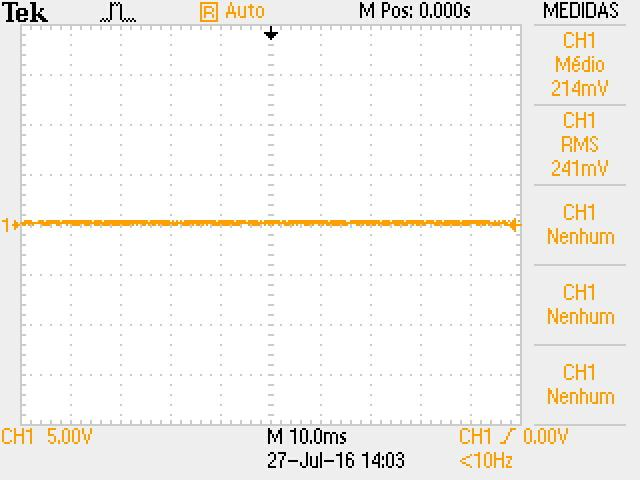 Tek R Auto M Pos: 0.000s MEDIDAS
CH1
Médio
214mV
CH1
RMS
241mV
CH1
Nenhum
CH1
Nenhum
CH1
Nenhum
1
CH1 5.00V M 10.0ms CH1 0.00V
27-Jul-16 14:03 <10Hz